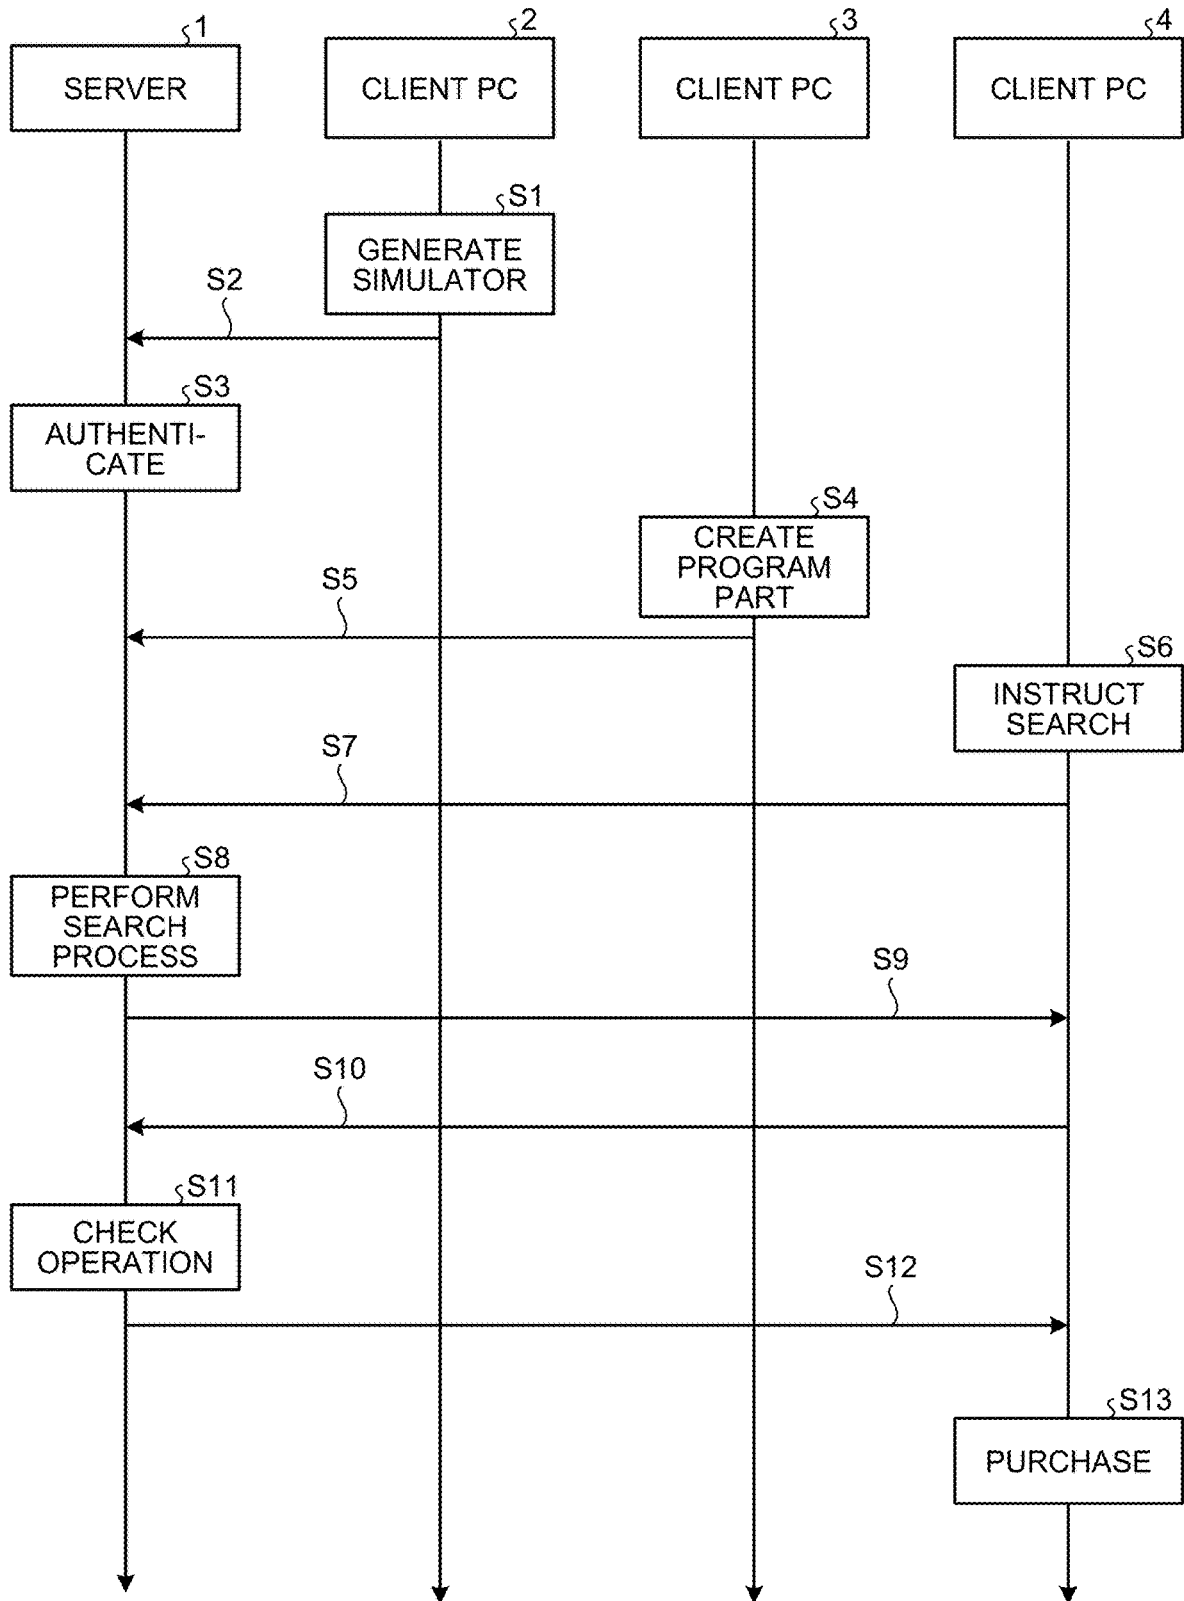 1
2
3
4
SERVER
CLIENT PC
CLIENT PC
CLIENT PC
S1
GENERATE
SIMULATOR
S2
S3
AUTHENTI-
CATE
S4
CREATE
PROGRAM
PART
S5
S6
INSTRUCT
SEARCH
S7
S8
PERFORM
SEARCH
PROCESS
S9
S10
S11
CHECK
OPERATION
S12
S13
PURCHASE